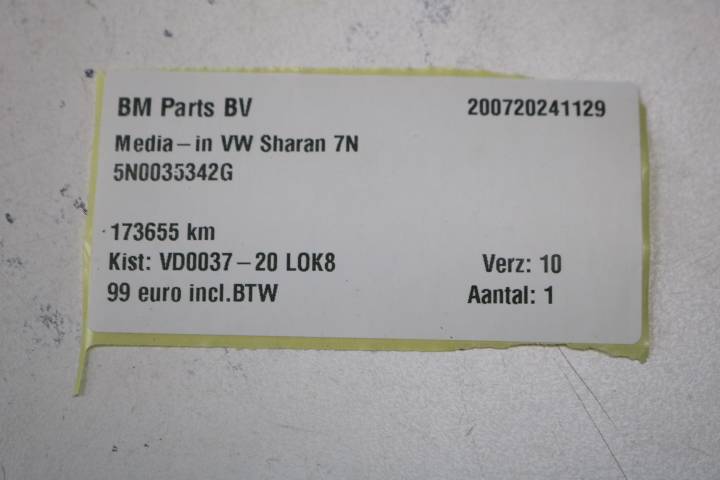 BM Parts BV 200720241129
Media-in VW Sharan 7N
5N0035342G
173655 km
Kist: VD0037-20 LOK8 Verz: 10
99 euro incl.BTW Aantal: 1